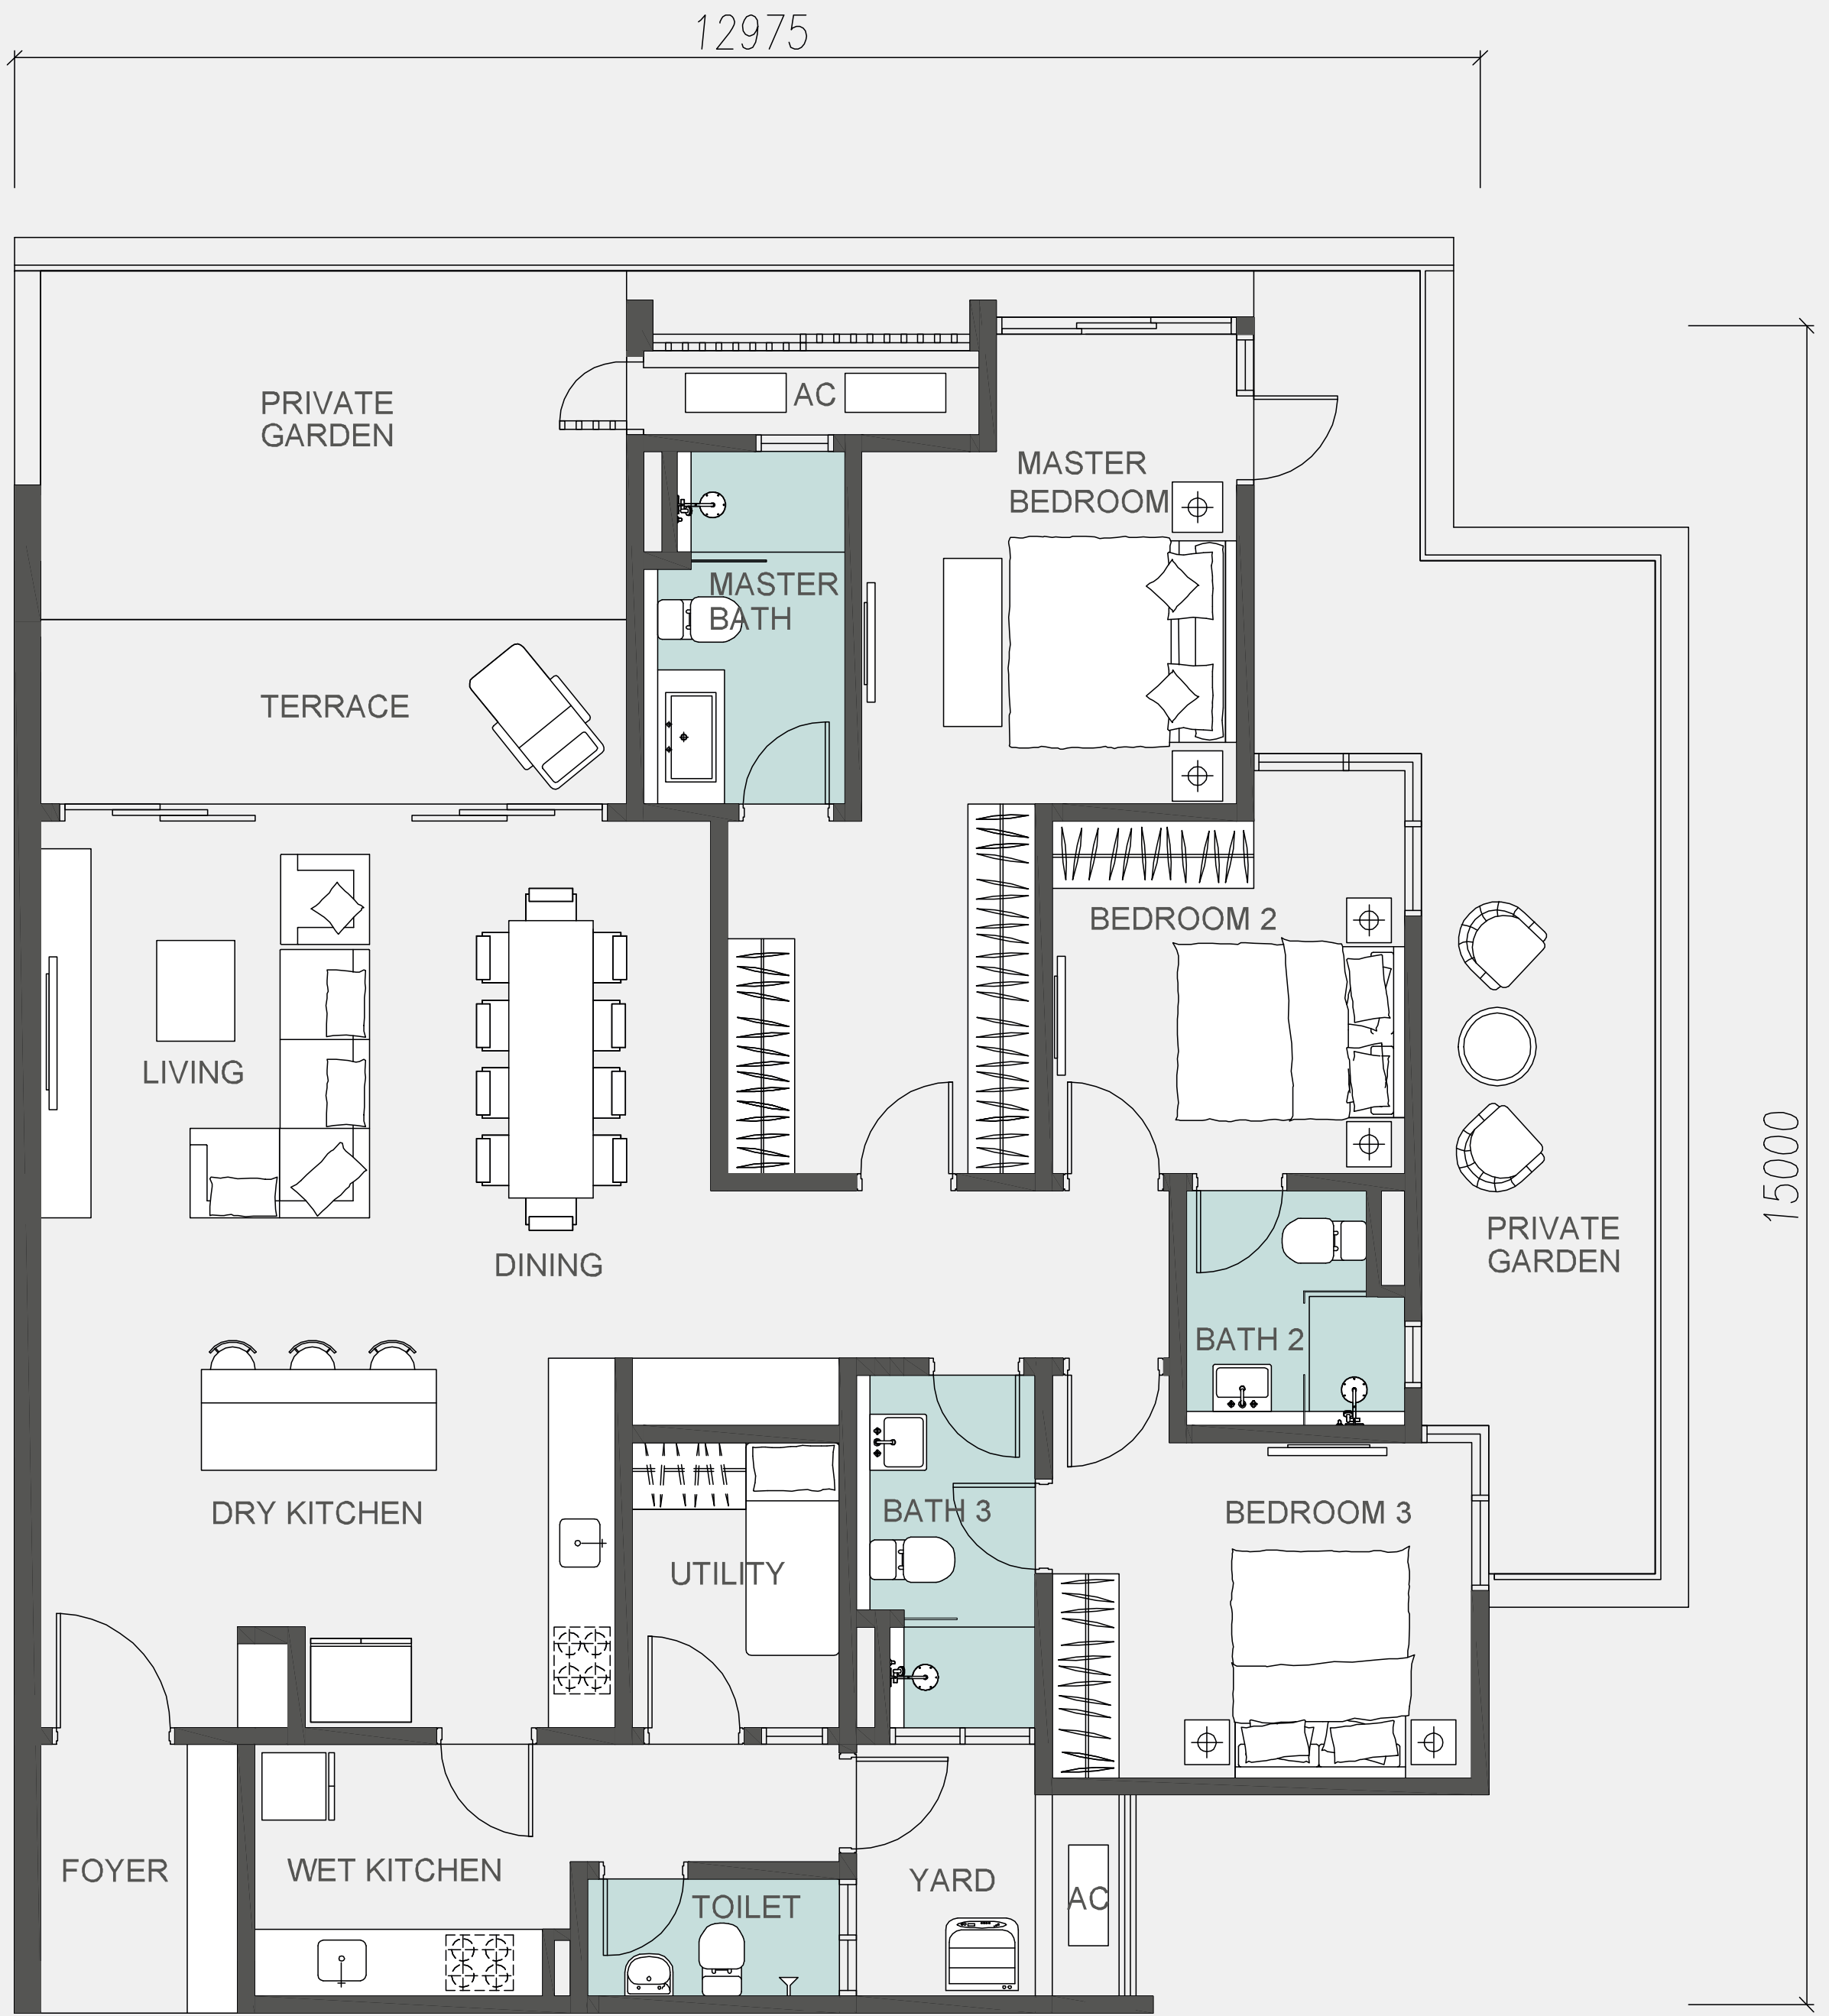 12975
PRIVATE
GARDEN
AC
MASTER
BEDROOM
MASTER
BATH
TERRACE
BEDROOM 2
LIVING
15000
PRIVATE
GARDEN
DINING
BATH 2
DRY KITCHEN
BATH 3
BEDROOM 3
UTILITY
FOYER
WET KITCHEN
YARD
AC
TOILET